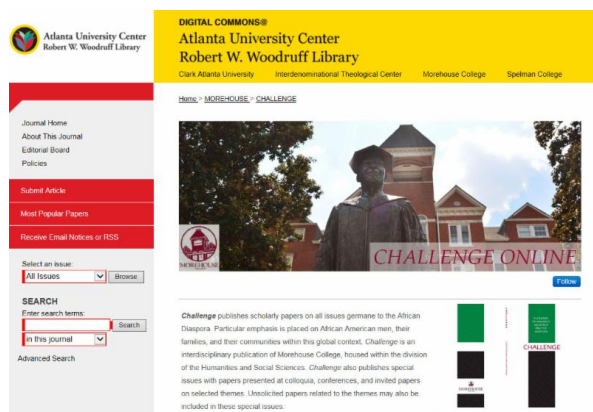 Atlanta University Center
Robert W. Woodruff Library
DIGITAL COMMONS@
Atlanta University Center
Robert W. Woodruff Library
Clark Atlanta University Interdenominational Theological Center Morehouse College Spelman College
Home > MOREHOUSE > CHALLENGE
Journal Home
About This Journal
Editorial Board
Policies
Submit Article
Most Popular Papers
Receive Email Notices or RSS
Select an issue:
All Issues Browse
SEARCH
Enter search terms:
Search
in this journal
Advanced Search
MOREHOUSE
CHALLENGE ONLINE
Follow
Challenge publishes scholarly papers on all issues germane to the African
Diaspora. Particular emphasis is placed on African American men, their
families, and their communities within this global context. Challenge is an
interdisciplinary publication of Morehouse College, housed within the division
of the Humanities and Social Sciences. Challenge also publishes special
issues with papers presented at colloquia, conferences, and invited papers
on selected themes. Unsolicited papers related to the themes may also be
included in these special issues.
CHALLENGE